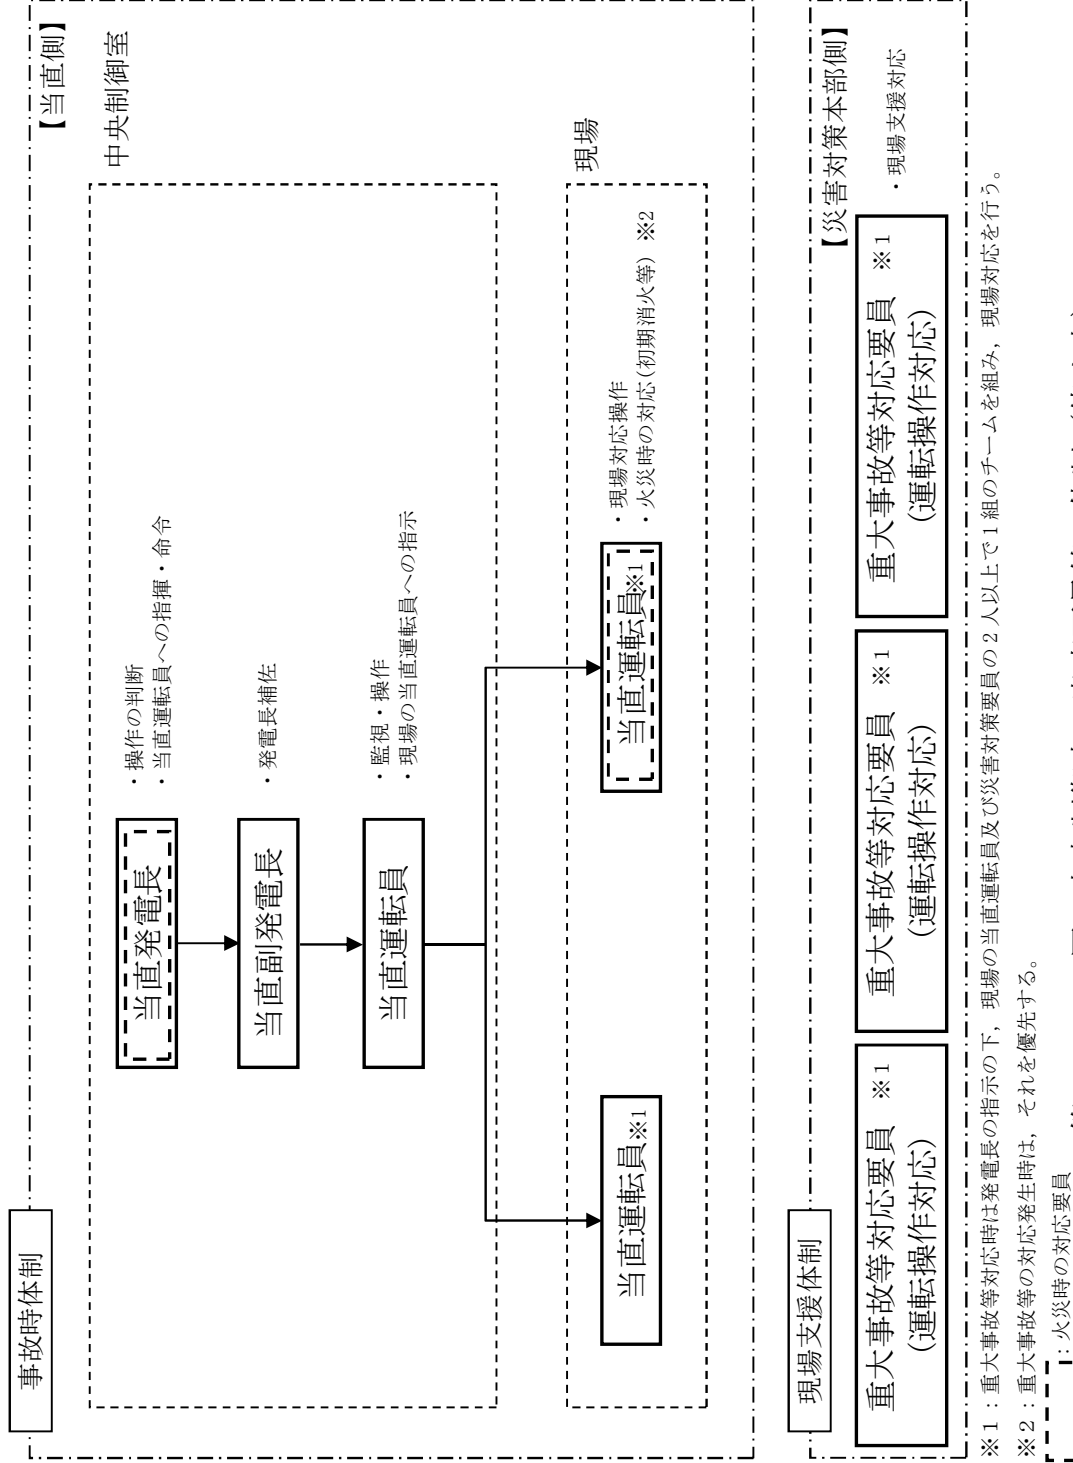 事故時体制
【当直側】
中央制御室
当直発電長
・操作の判断
・当直運転員への指揮・命令
当直副発電長
・発電長補佐
当直運転員
・監視・操作
・現場の当直運転員への指示
現場
当直運転員※1
当直運転員※1
・現場対応操作
・火災時の対応(初期消火等) ※2
現場支援体制
【災害対策本部側】
重大事故等対応要員 ※1
(運転操作対応)
重大事故等対応要員 ※1
(運転操作対応)
重大事故等対応要員 ※1
(運転操作対応)
・現場支援対応
※1:重大事故等対応時は発電長の指示の下，現場の当直運転員及び災害対策要員の2人以上で1組のチームを組み，現場対応を行う。
※2:重大事故等の対応発生時は，それを優先する。
:火災時の対応要員